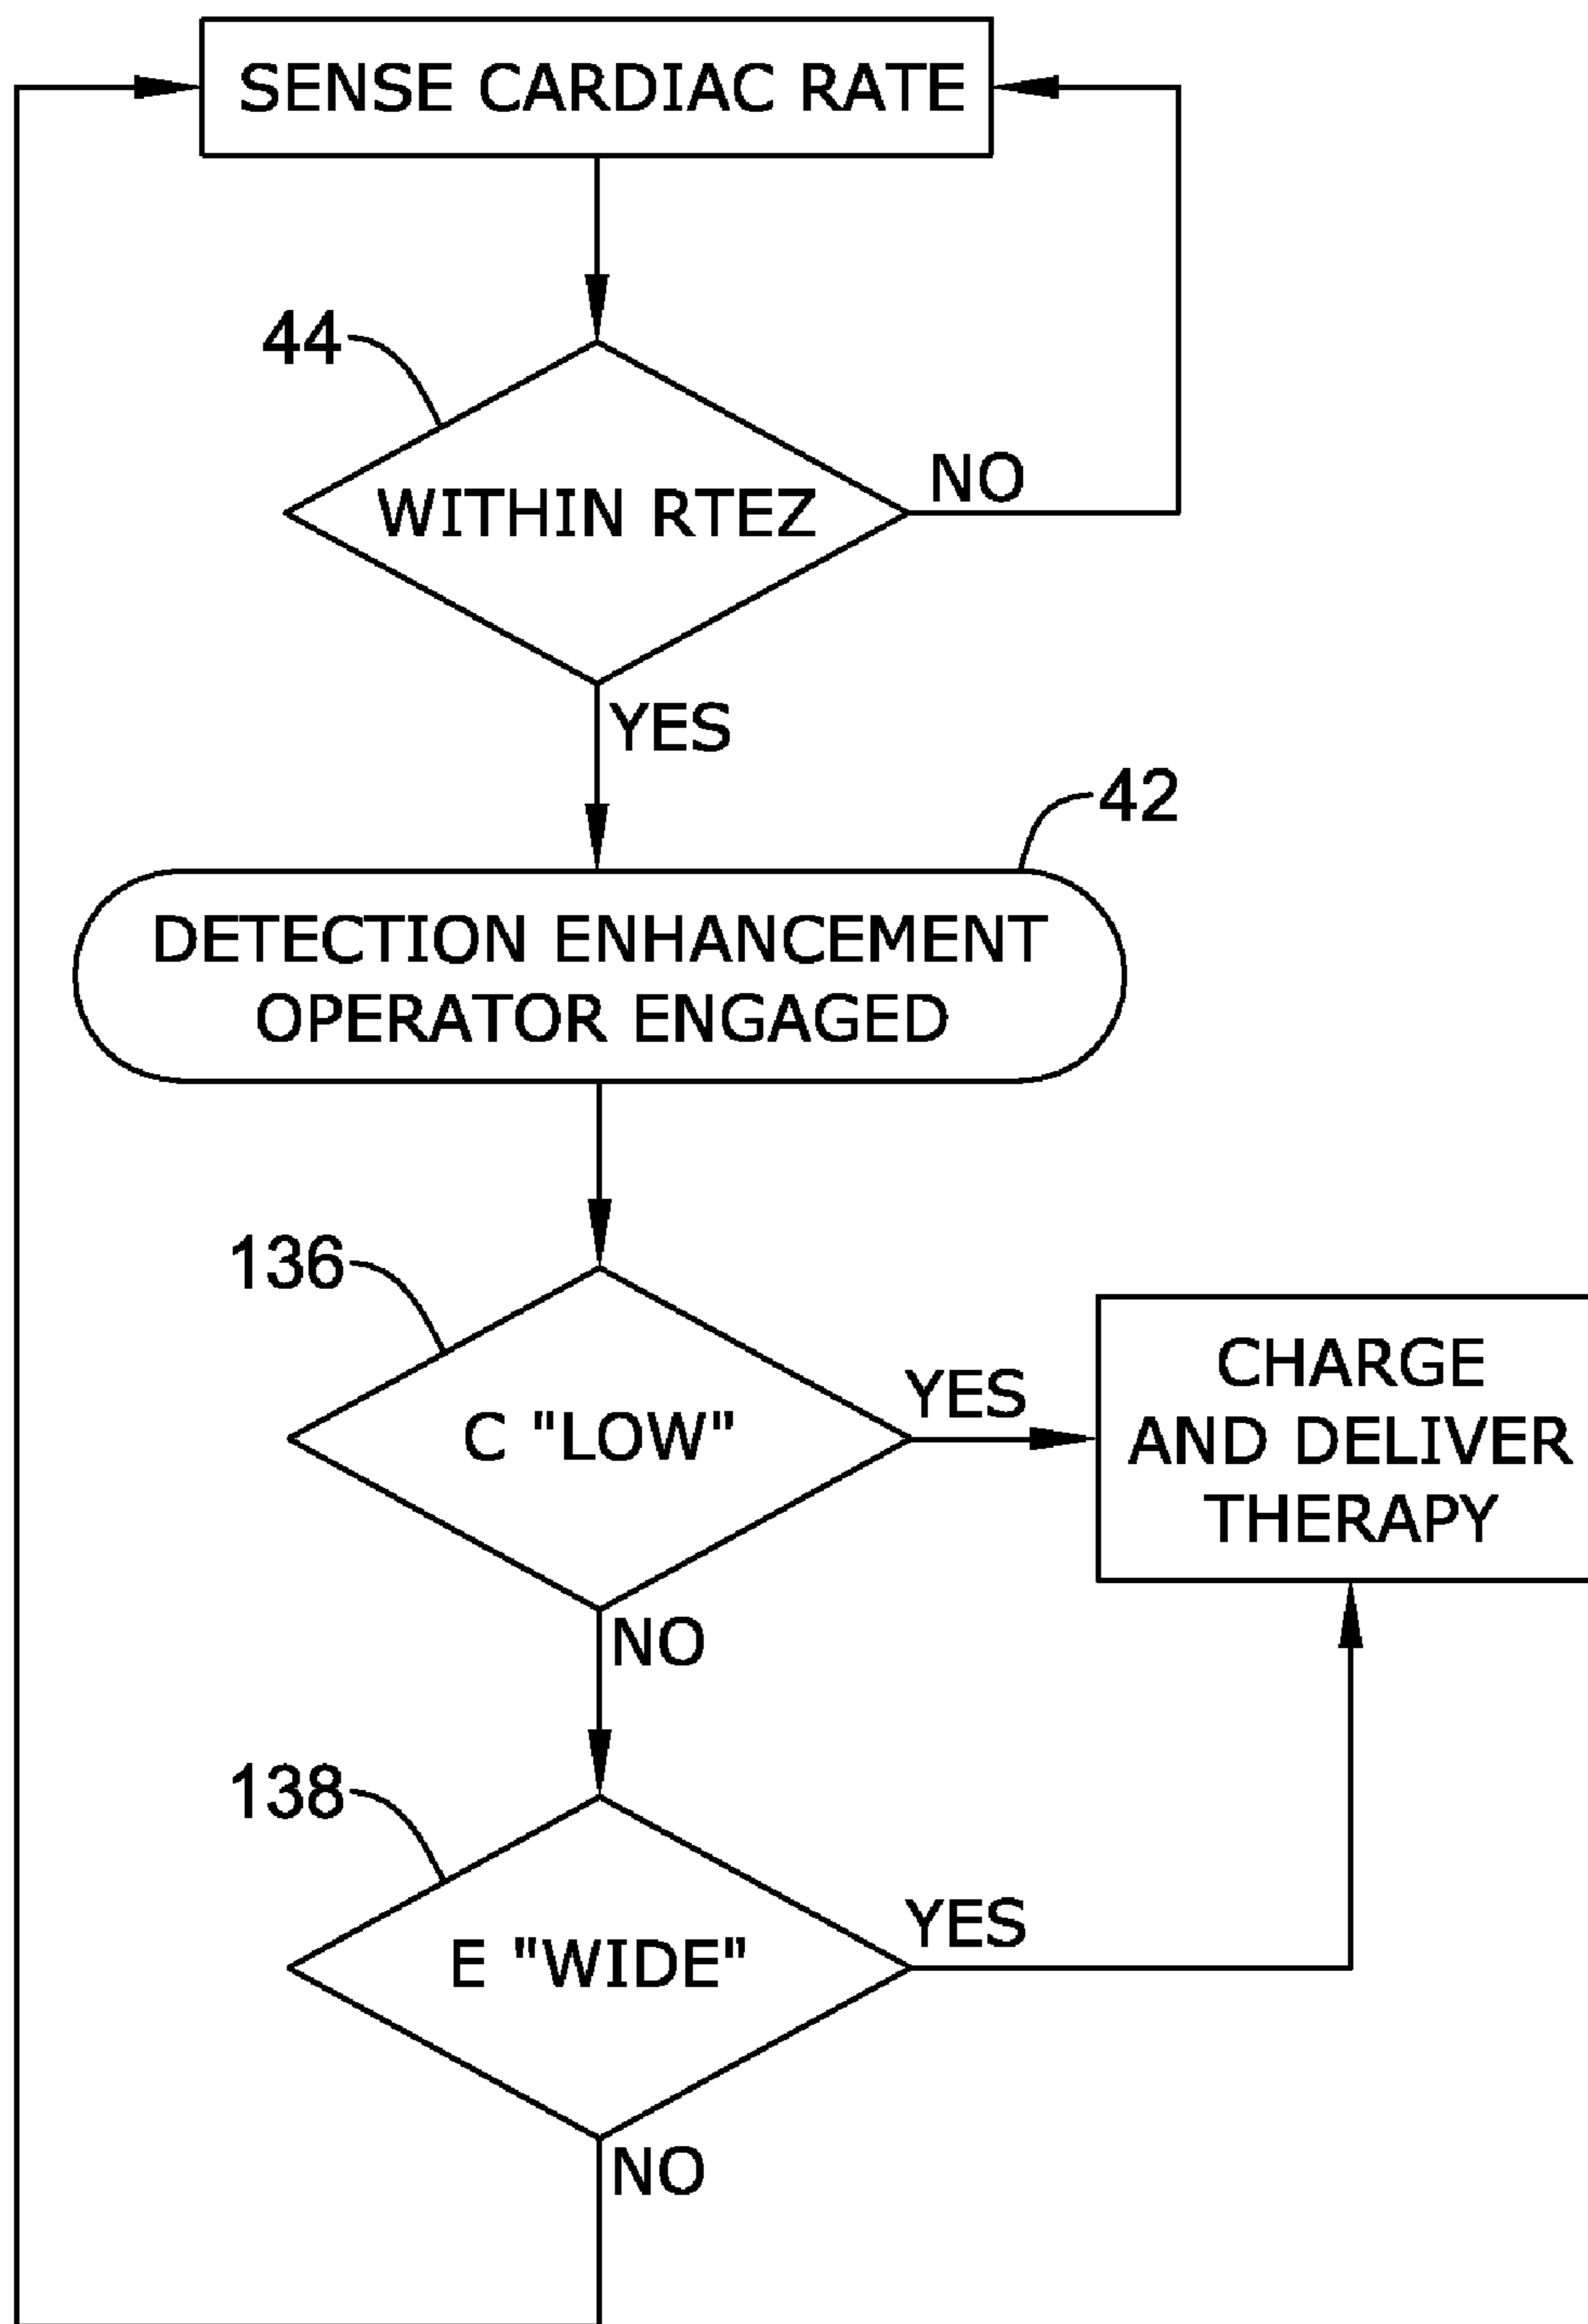 SENSE CARDIAC RATE
44
WITHIN RTEZ
NO
YES
42
DETECTION ENHANCEMENT
OPERATOR ENGAGED
136
C "LOW"
YES
CHARGE
AND DELIVER
THERAPY
NO
138
E "WIDE"
YES
NO